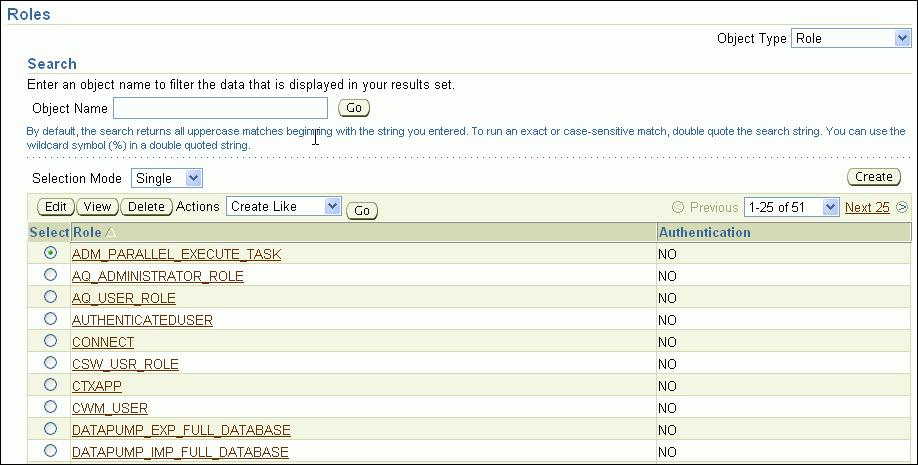 Roles
Object Type Role
Search
Enter an object name to filter the data that is displayed in your results set.
Object Name Go
By default, the search returns all uppercase matches beginning with the string you entered. To run an exact or case-sensitive match, double quote the search string. You can use the
wildcard symbol (%) in a double quoted string.
Selection Mode Single Create
Edit View Delete Actions Create Like Go Previous 1-25 of 51 Next 25
Select Role Authentication
ADM_PARALLEL_EXECUTE_TASK NO
AQ_ADMINISTRATOR_ROLE NO
AQ_USER_ROLE NO
AUTHENTICATEDUSER NO
CONNECT NO
CSW_USR_ROLE NO
CTXAPP NO
CWM_USER NO
DATAPUMP_EXP_FULL_DATABASE NO
DATAPUMP_IMP_FULL_DATABASE NO